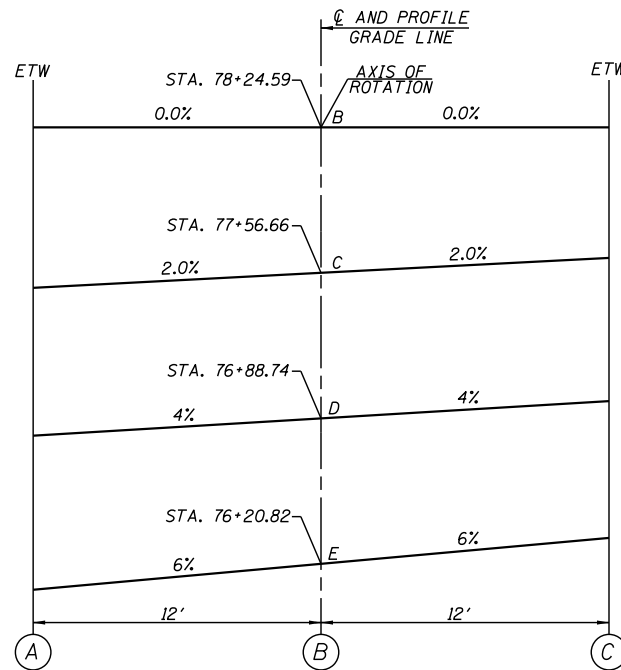 ℄ AND PROFILE
GRADE LINE
ETW
ETW
STA. 78+24.59
AXIS OF
ROTATION
0.0%
B
0.0%
STA. 77+56.66
2.0%
C
2.0%
STA. 76+88.74
4%
D
4%
STA. 76+20.82
6%
E
6%
12'
12'
A
B
C